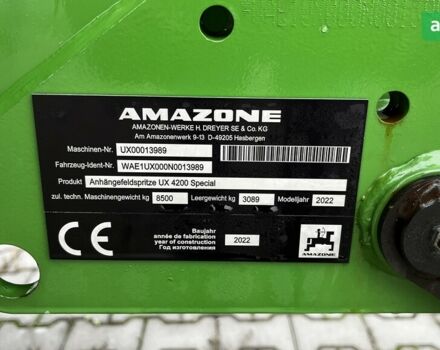 AMAZONE
AMAZONEN-WERKE H. DREYER SE & Co. KG
Am Amazonenwerk 9-13 D-49205 Hasbergen
Maschinen-Nr. UX00013989
Fahrzeug-Ident-Nr. WAE1UX000N0013989
Produkt Anhängefeldspritze UX 4200 Special
zul. techn. Maschinengewicht kg 8500 Leergewicht kg 3089 Modelljahr 2022
CE
Baujahr
année de fabrication
year of construction 2022
Год изготовления
AMAZONE